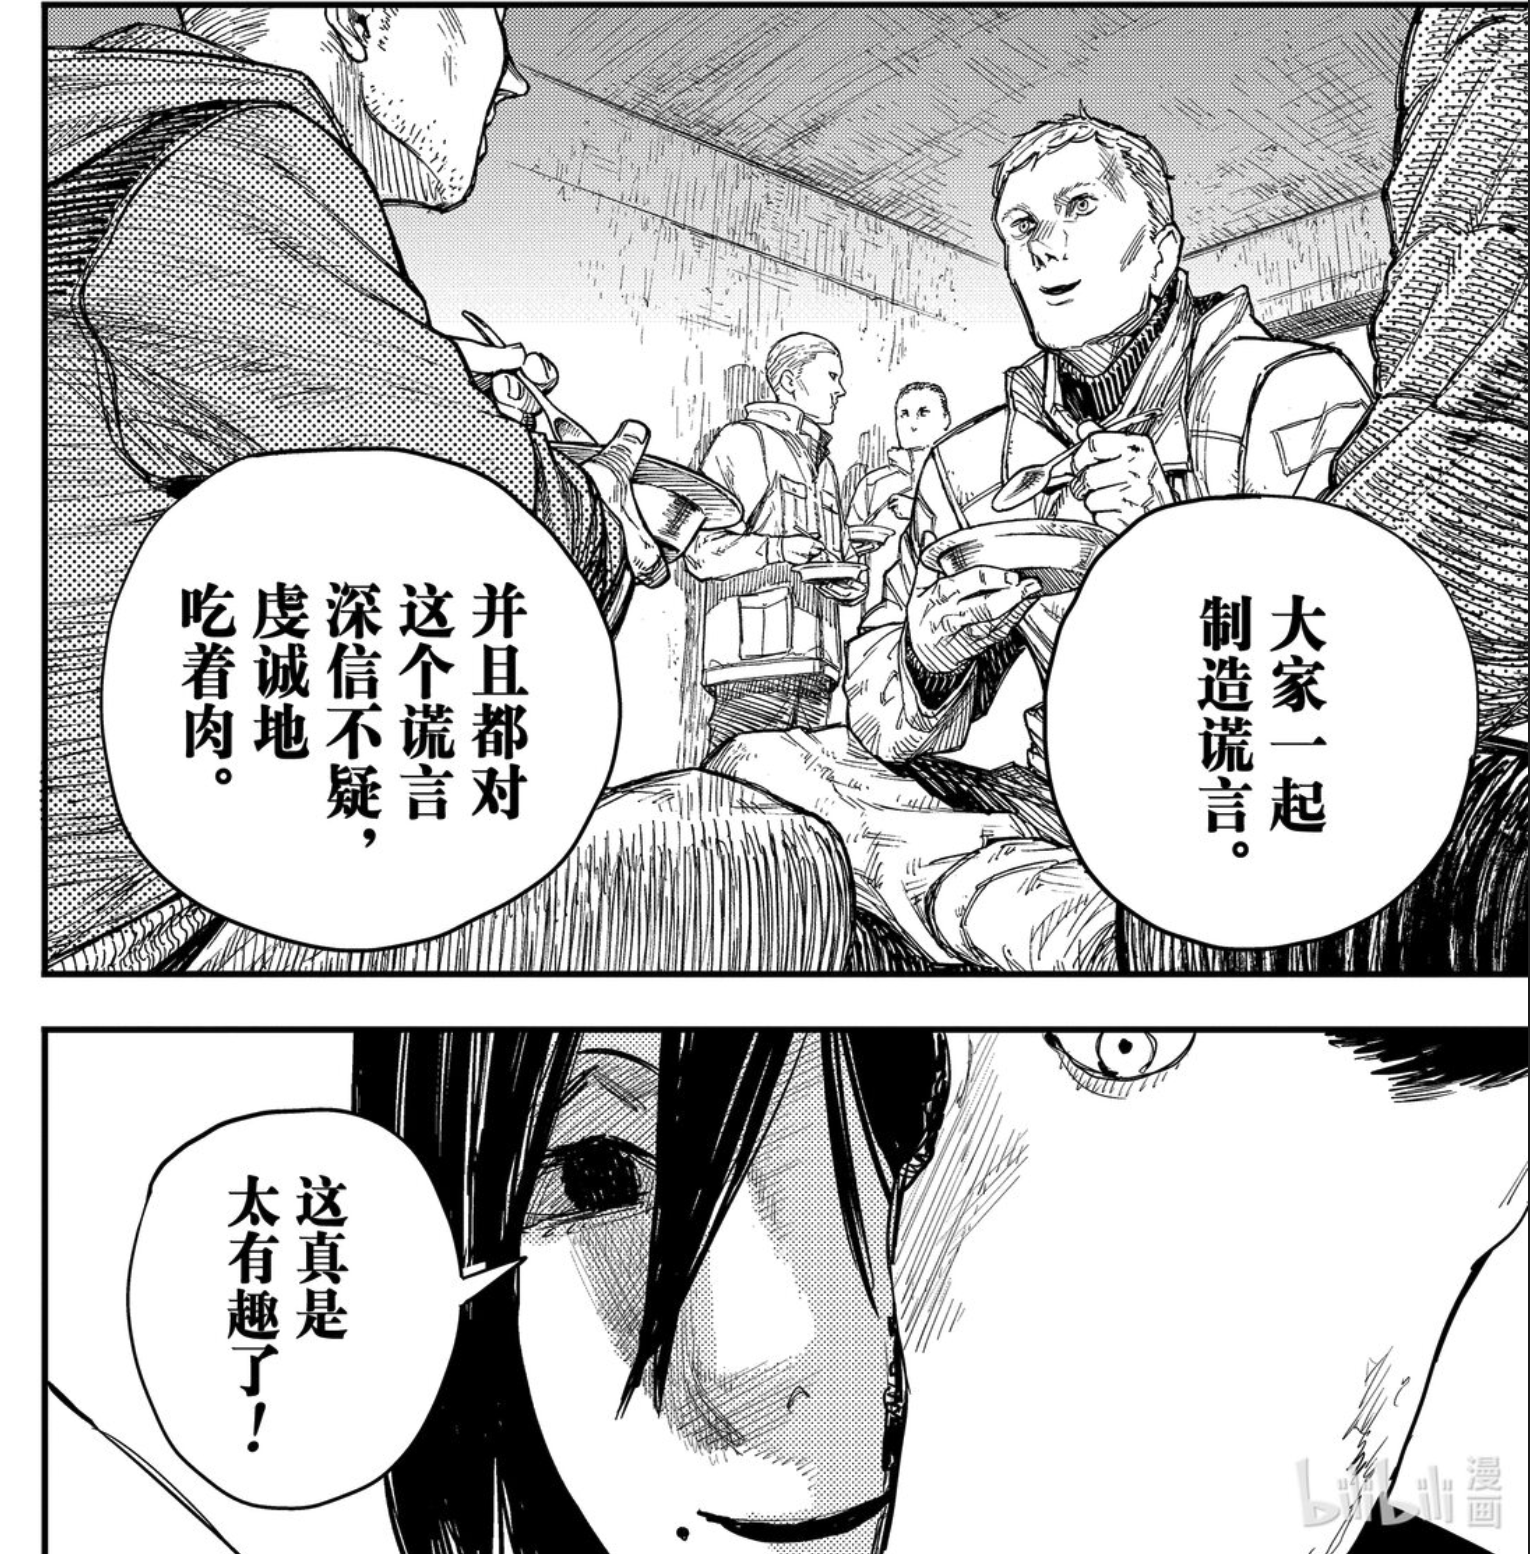 大家一起
制造谎言。
并且都对
这个谎言
深信不疑，
虔诚地
吃着肉。
这真是
太有趣了！
bilibili
漫画